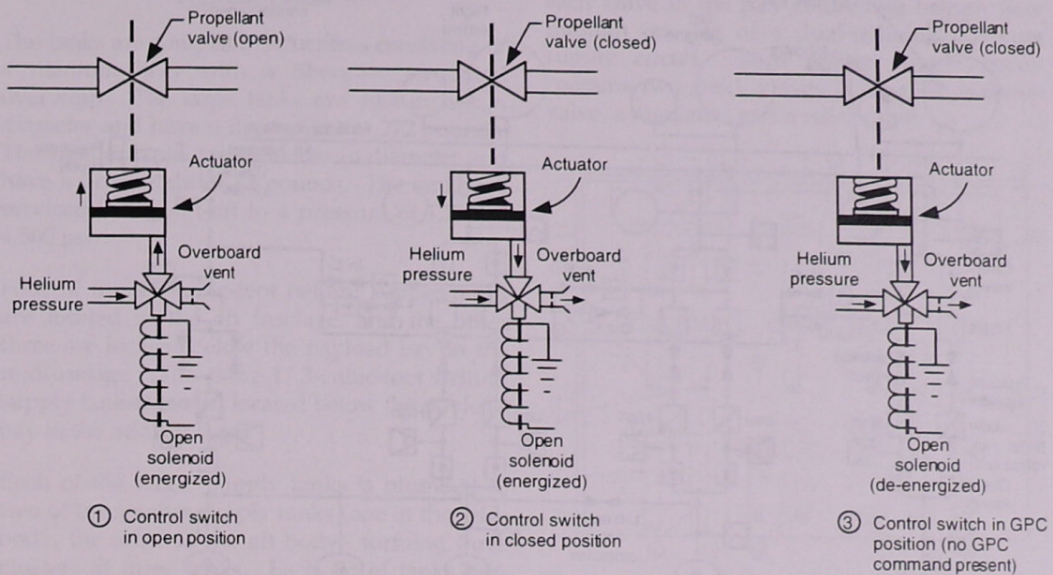 Propellant
valve (open)
Actuator
Helium
pressure
Overboard
vent
Open
solenoid
(energized)
① Control switch
in open position
Propellant
valve (closed)
Actuator
Helium
pressure
Overboard
vent
Open
solenoid
(energized)
② Control switch
in closed position
Propellant
valve (closed)
Actuator
Helium
pressure
Overboard
vent
Open
solenoid
(de-energized)
③ Control switch in GPC
position (no GPC
command present)